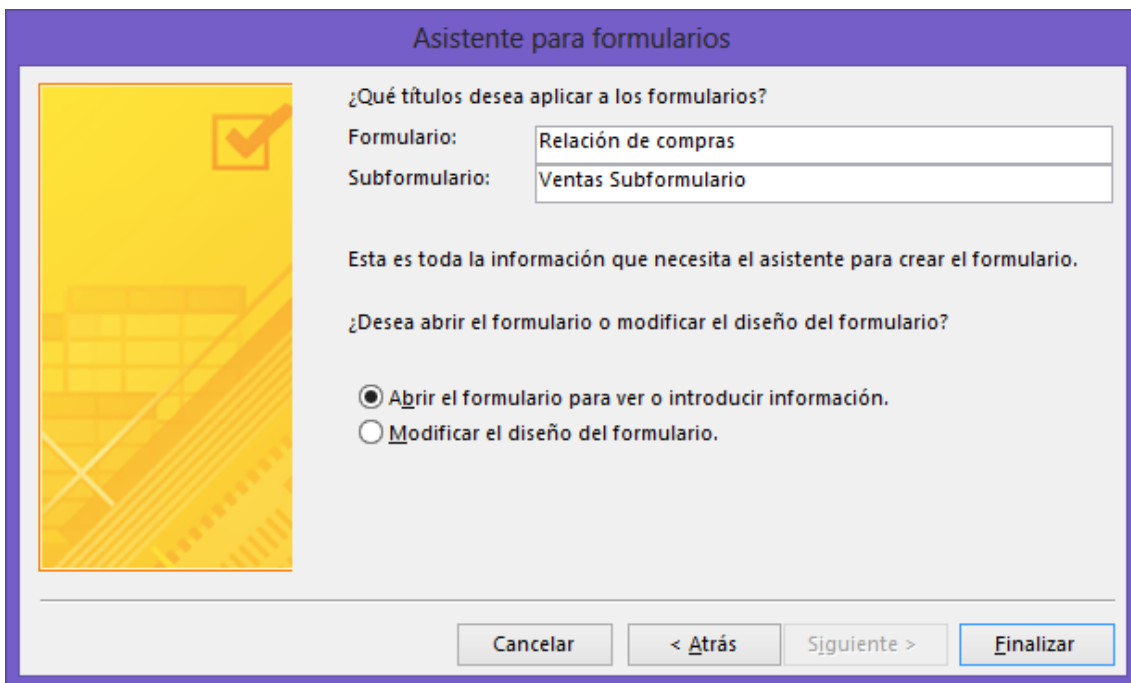 Asistente para formularios
¿Qué títulos desea aplicar a los formularios?
Formulario: Relación de compras
Subformulario: Ventas Subformulario
Esta es toda la información que necesita el asistente para crear el formulario.
¿Desea abrir el formulario o modificar el diseño del formulario?
Abrir el formulario para ver o introducir información.
Modificar el diseño del formulario.
Cancelar < Atrás Siguiente > Finalizar